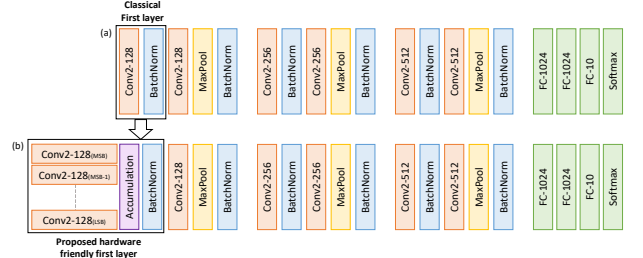 Classical
First layer
(a)
Conv2-128
BatchNorm
Conv2-128
MaxPool
BatchNorm
Conv2-256
BatchNorm
Conv2-256
MaxPool
BatchNorm
Conv2-512
BatchNorm
Conv2-512
MaxPool
BatchNorm
FC-1024
FC-1024
FC-10
Softmax
(b)
Conv2-128(MSB)
Conv2-128(MSB-1)
Conv2-128(LSB)
Accumulation
BatchNorm
Conv2-128
MaxPool
BatchNorm
Conv2-256
BatchNorm
Conv2-256
MaxPool
BatchNorm
Conv2-512
BatchNorm
Conv2-512
MaxPool
BatchNorm
FC-1024
FC-1024
FC-10
Softmax
Proposed hardware
friendly first layer